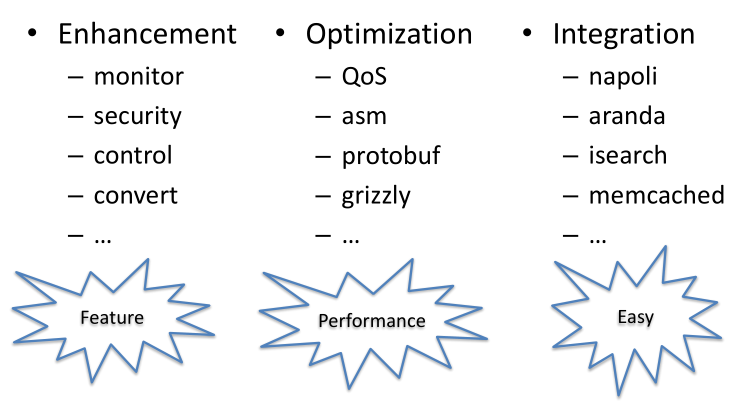 • Enhancement
– monitor
– security
– control
– convert
– ...
Feature
• Optimization
– QoS
– asm
– protobuf
– grizzly
– ...
Performance
• Integration
– napoli
– aranda
– isearch
– memcached
– ...
Easy